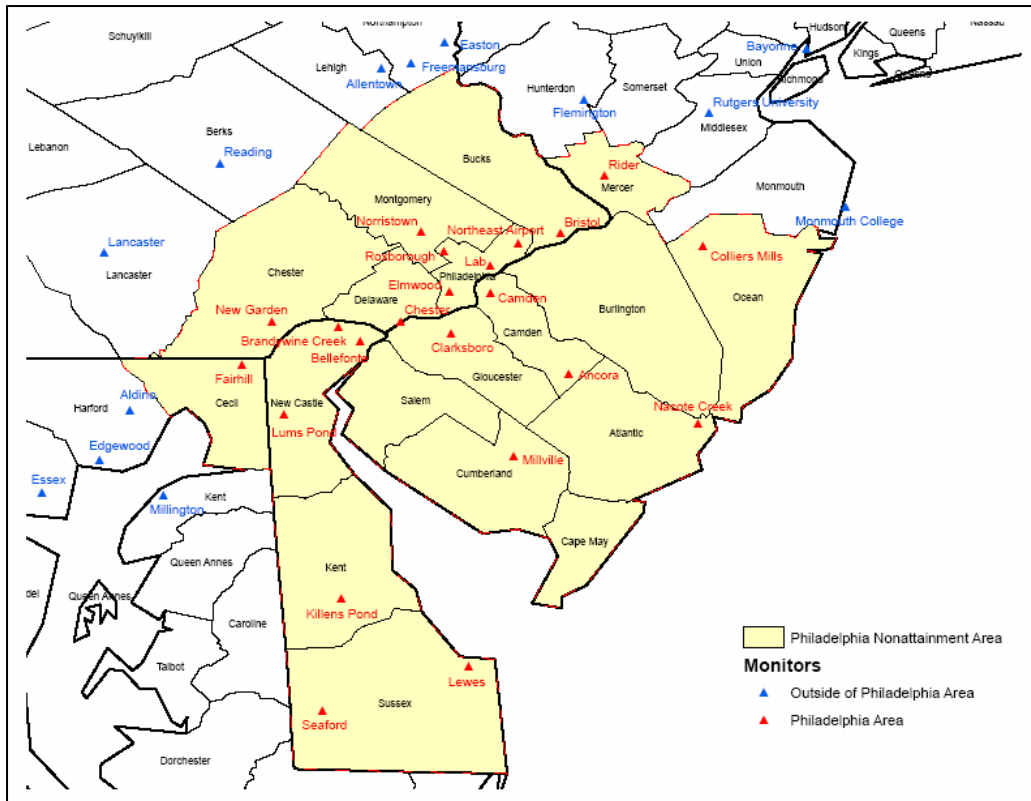 Northampton
Hudson
Queens
Nassau
Schuylkill
Easton
Bayonne
Kings
Queens
Lehigh
Freemansburg
Union
Richmonds
Allentown
Hunterdon
Somerset
Flemington
Rutgers University
Middlesex
Berks
Lebanon
Reading
Bucks
Rider
Mercer
Monmouth
Montgomery
Norristown
Northeast Airport
Bristol
Monmouth College
Lancaster
Roxborough
Lab
Colliers Mills
Lancaster
Chester
Philadelphia
Elmwood
Delaware
Camden
Burlington
Ocean
New Garden
Chester
Brandywine Creek
Clarksboro
Camden
Bellefonte
Fairhill
Gloucester
Ancora
Aldino
Harford
Cecil
New Castle
Salem
Nacote Creek
Lums Pond
Atlantic
Edgewood
Millville
Cumberland
Essex
Kent
Millington
Cape May
Queen Annes
Kent
del
Queen Annes
Killens Pond
Caroline
Philadelphia Nonattainment Area
Talbot
Monitors
Lewes
Outside of Philadelphia Area
Sussex
Seaford
Philadelphia Area
Dorchester